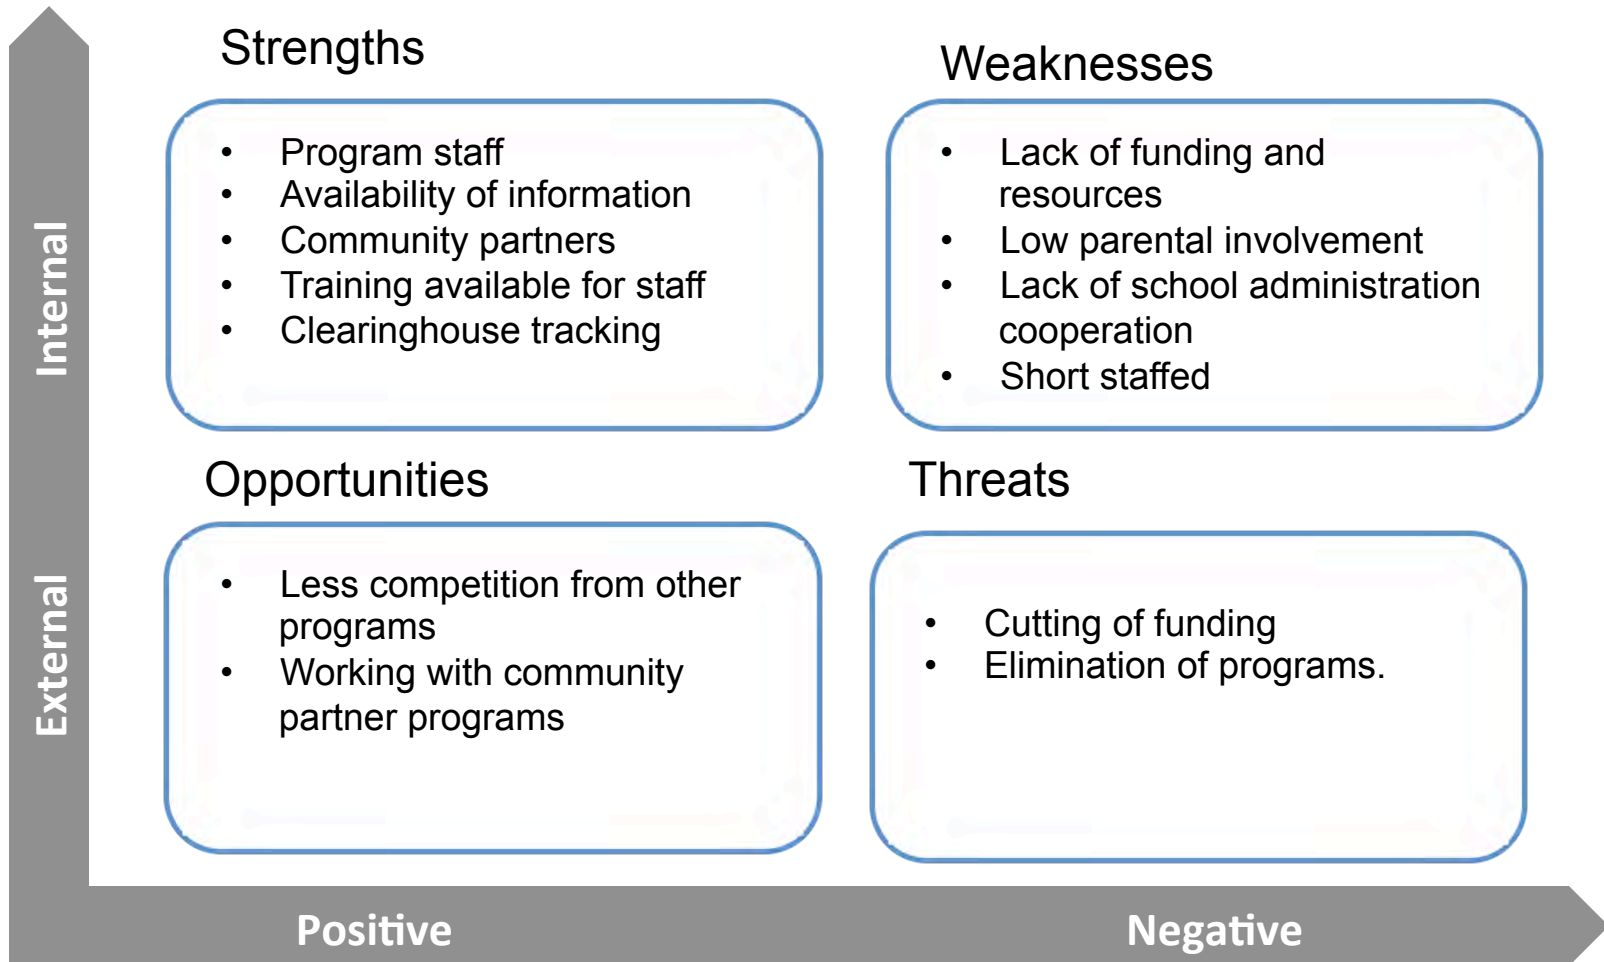 Strengths
• Program staff
• Availability of information
• Community partners
• Training available for staff
• Clearinghouse tracking
Weaknesses
• Lack of funding and
resources
• Low parental involvement
• Lack of school administration
cooperation
• Short staffed
Internal
Opportunities
• Less competition from other
programs
• Working with community
partner programs
Threats
• Cutting of funding
• Elimination of programs.
External
Positive
Negative